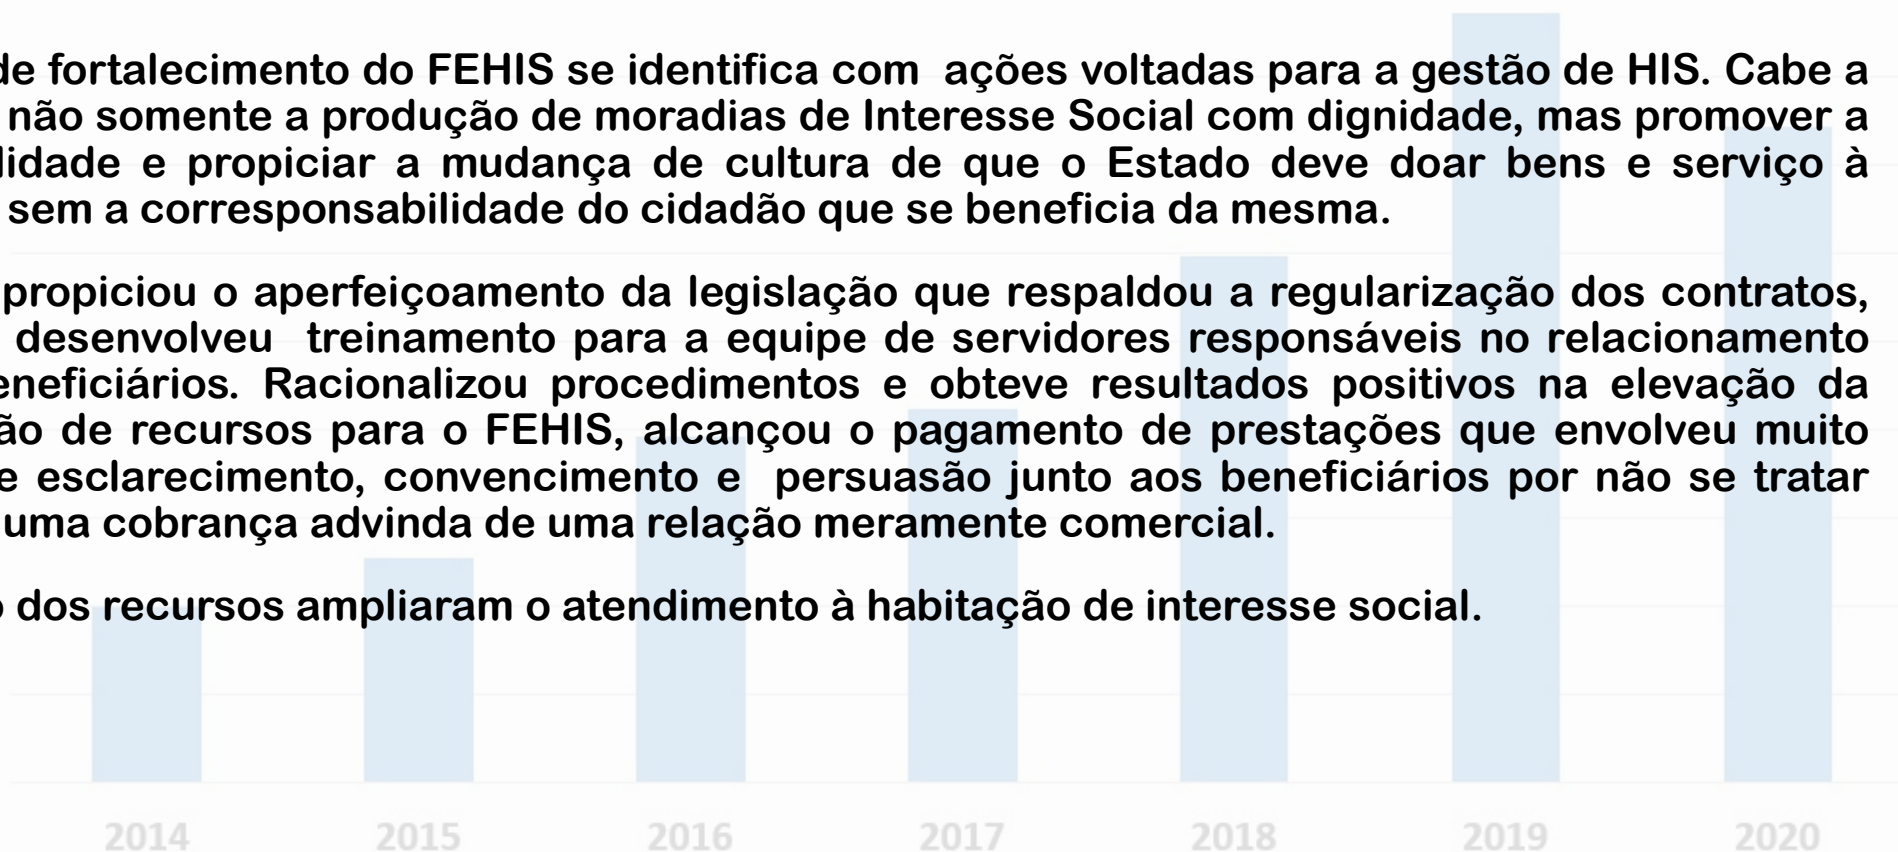 de fortalecimento do FEHIS se identifica com ações voltadas para a gestão de HIS. Cabe a
não somente a produção de moradias de Interesse Social com dignidade, mas promover a
lidade e propiciar a mudança de cultura de que o Estado deve doar bens e serviço à
sem a corresponsabilidade do cidadão que se beneficia da mesma.
propiciou o aperfeiçoamento da legislação que respaldou a regularização dos contratos,
desenvolveu treinamento para a equipe de servidores responsáveis no relacionamento
eneficiários. Racionalizou procedimentos e obteve resultados positivos na elevação da
ão de recursos para o FEHIS, alcançou o pagamento de prestações que envolveu muito
e esclarecimento, convencimento e persuasão junto aos beneficiários por não se tratar
uma cobrança advinda de uma relação meramente comercial.
o dos recursos ampliaram o atendimento à habitação de interesse social.
2014 2015 2016 2017 2018 2019 2020